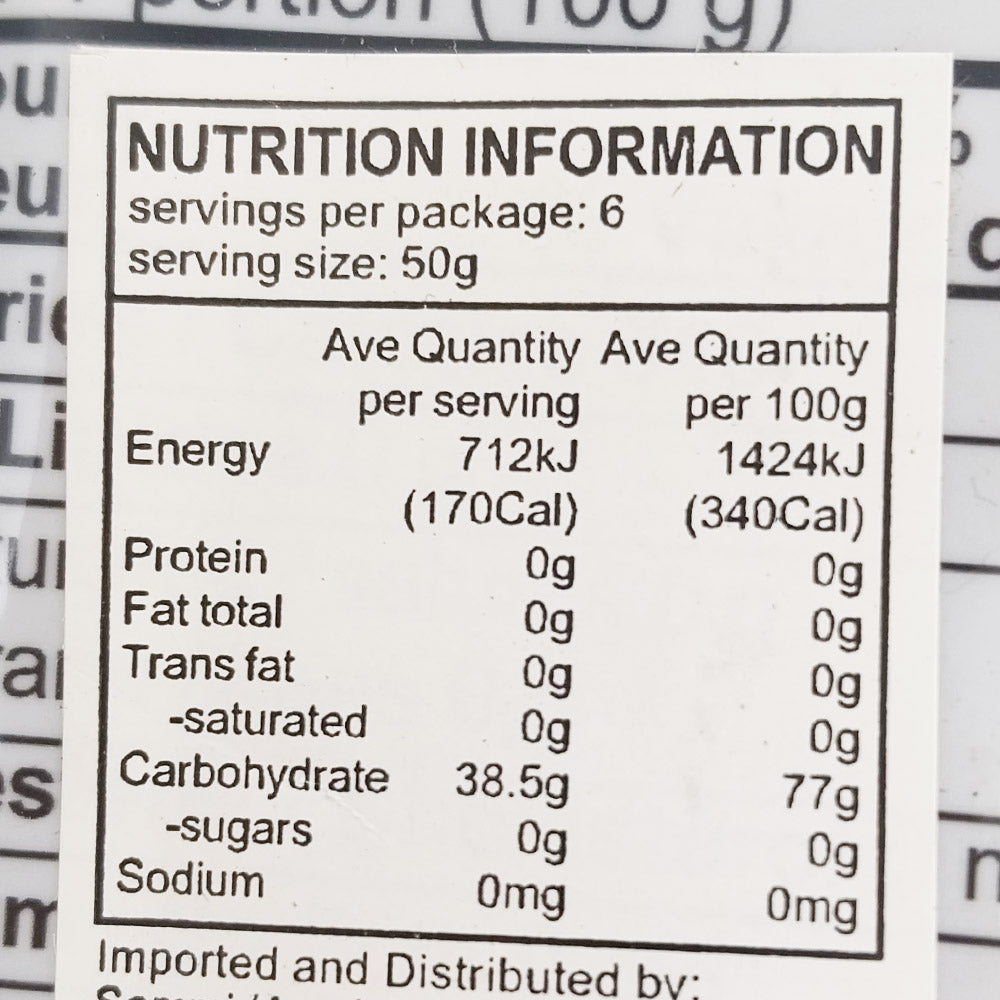 portion (100 g)
NUTRITION INFORMATION
servings per package: 6
serving size: 50g
Ave Quantity Ave Quantity
per serving per 100g
Energy 712kJ 1424kJ
(170Cal) (340Cal)
Protein 0g 0g
Fat total 0g 0g
Trans fat 0g 0g
-saturated 0g 0g
Carbohydrate 38.5g 77g
-sugars 0g 0g
Sodium 0mg 0mg
Imported and Distributed by: